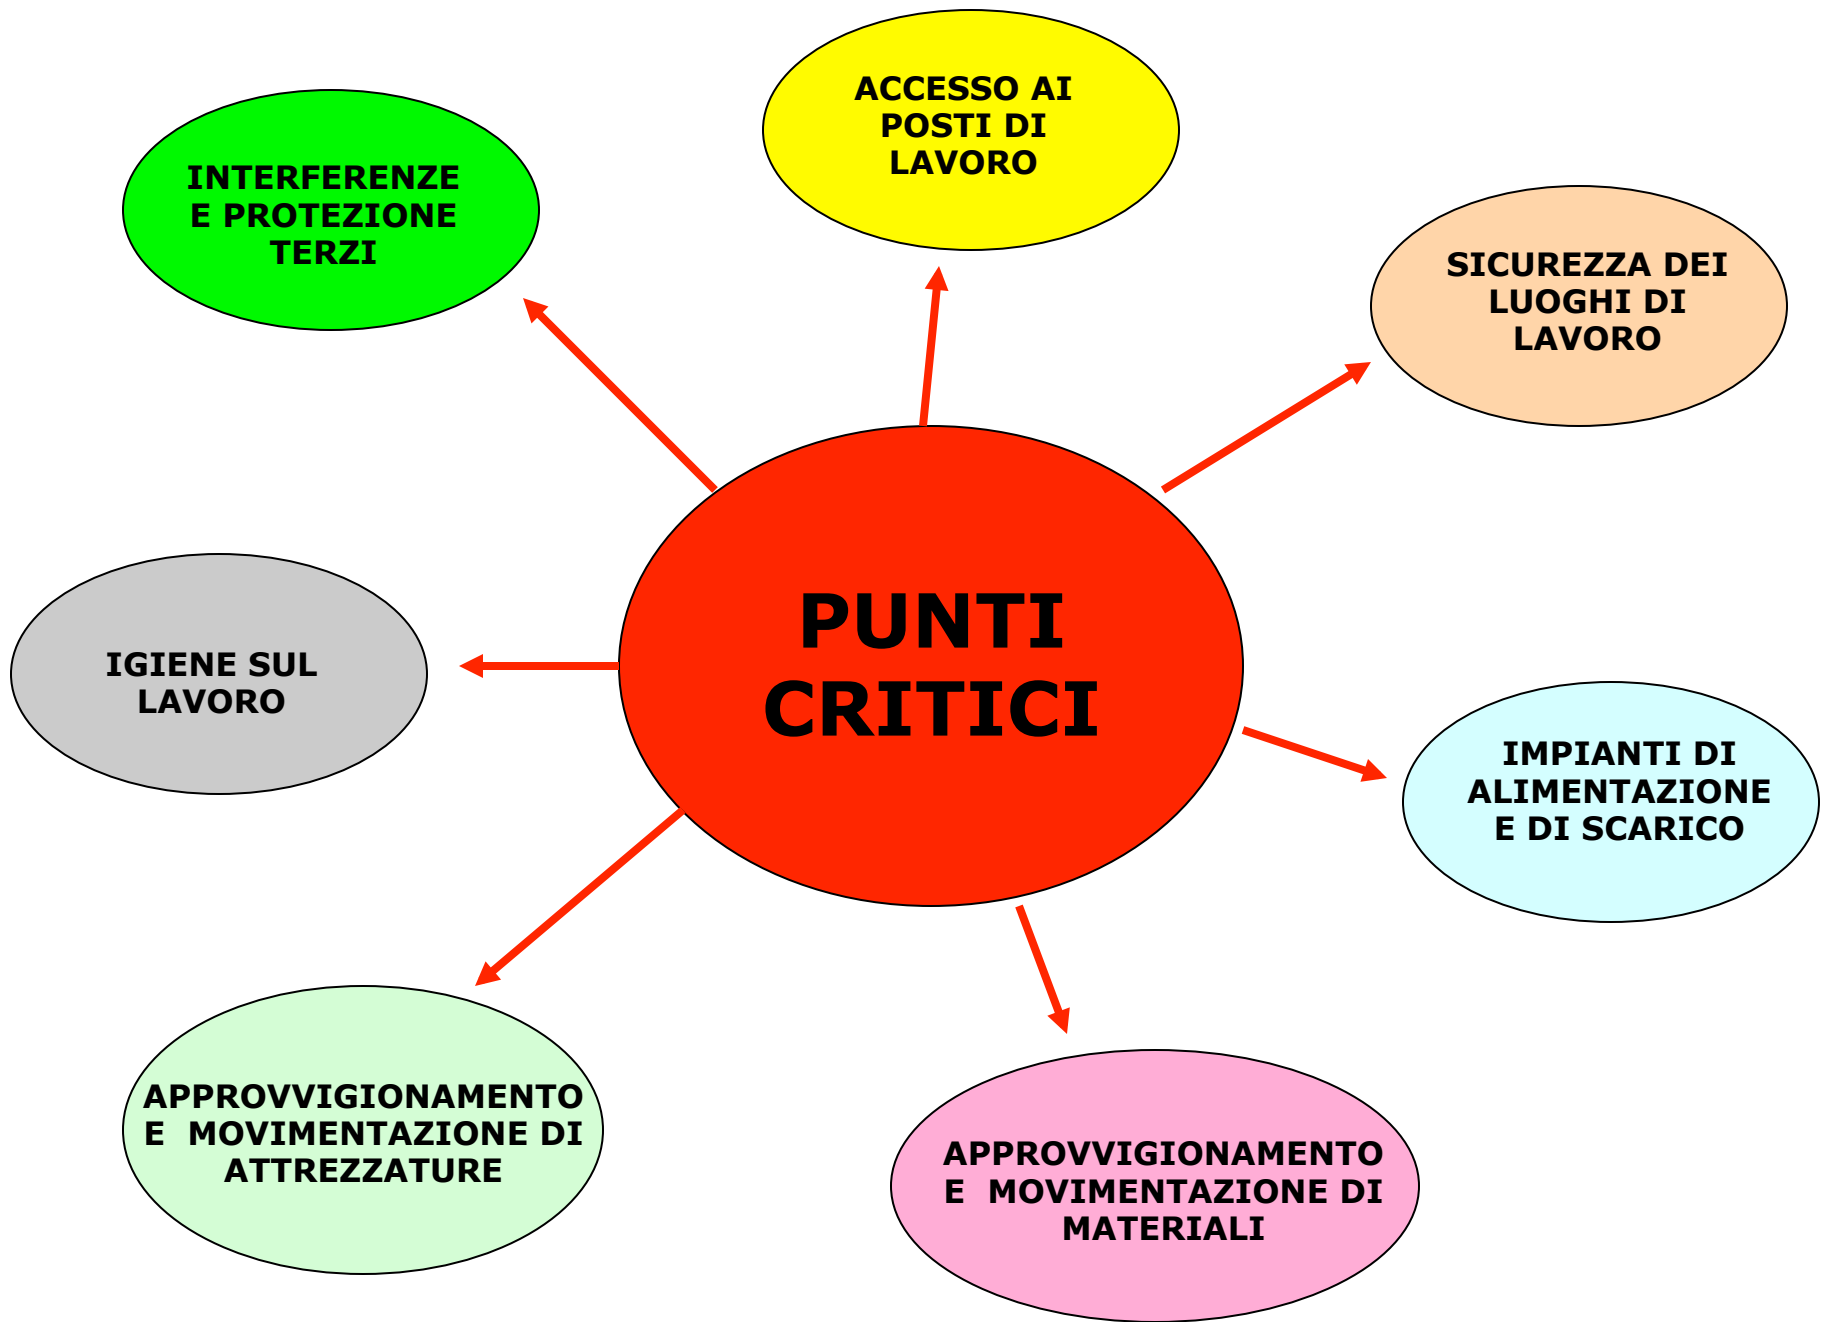 ACCESSO AI
POSTI DI
LAVORO
INTERFERENZE
E PROTEZIONE
TERZI
SICUREZZA DEI
LUOGHI DI
LAVORO
PUNTI
CRITICI
IGIENE SUL
LAVORO
IMPIANTI DI
ALIMENTAZIONE
E DI SCARICO
APPROVVIGIONAMENTO
E  MOVIMENTAZIONE DI
ATTREZZATURE
APPROVVIGIONAMENTO
E  MOVIMENTAZIONE DI
MATERIALI